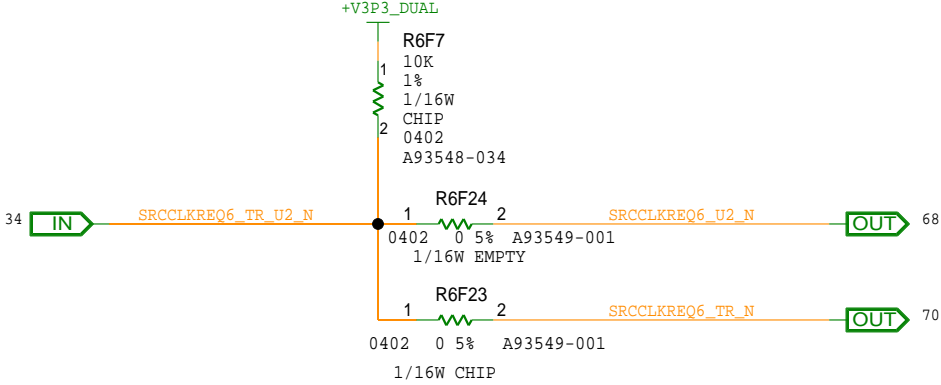 +V3P3_DUAL
R6F7
1
10K
1%
1/16W
CHIP
2
0402
A93548-034
34 IN SRCCLKREQ6_TR_U2_N
R6F24
1 2 SRCCLKREQ6_U2_N OUT 68
0402 0 5% A93549-001
1/16W EMPTY
R6F23
1 2 SRCCLKREQ6_TR_N OUT 70
0402 0 5% A93549-001
1/16W CHIP